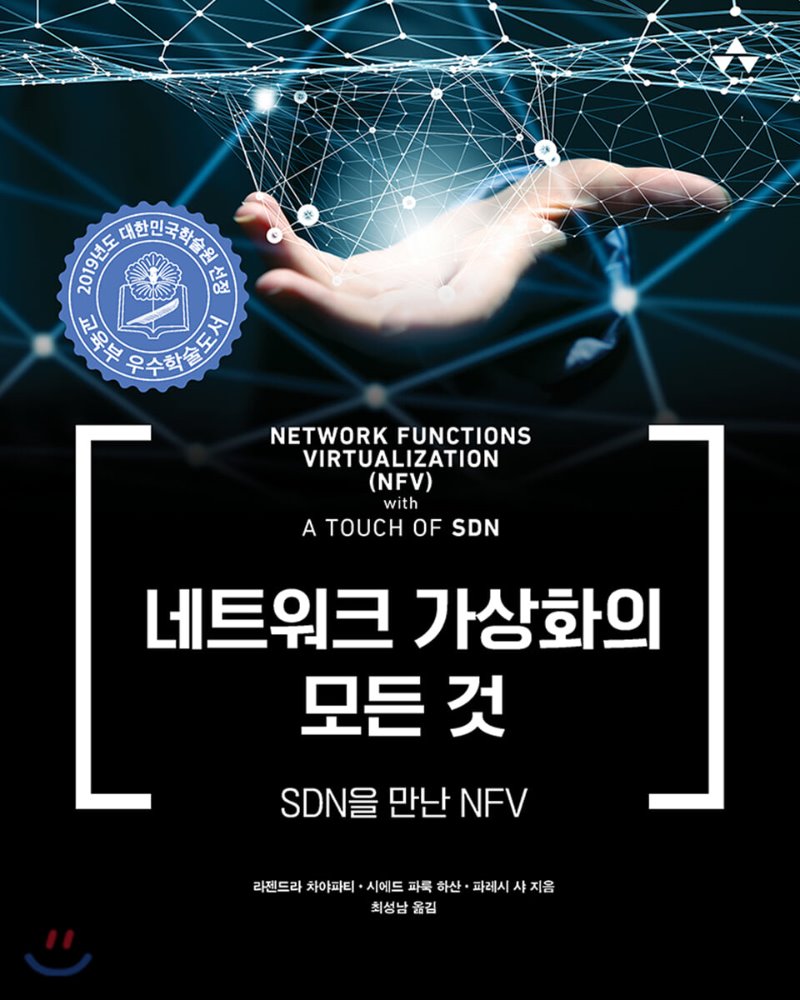 2019년도 대한민국학술원 선정
교육부 우수학술도서
NETWORK FUNCTIONS
VIRTUALIZATION
(NFV)
with
A TOUCH OF SDN
네트워크 가상화의
모든 것
SDN을 만난 NFV
라젠드라 차야파티 · 시에드 파룩 하산 · 파레시 샤 지음
최성남 옮김